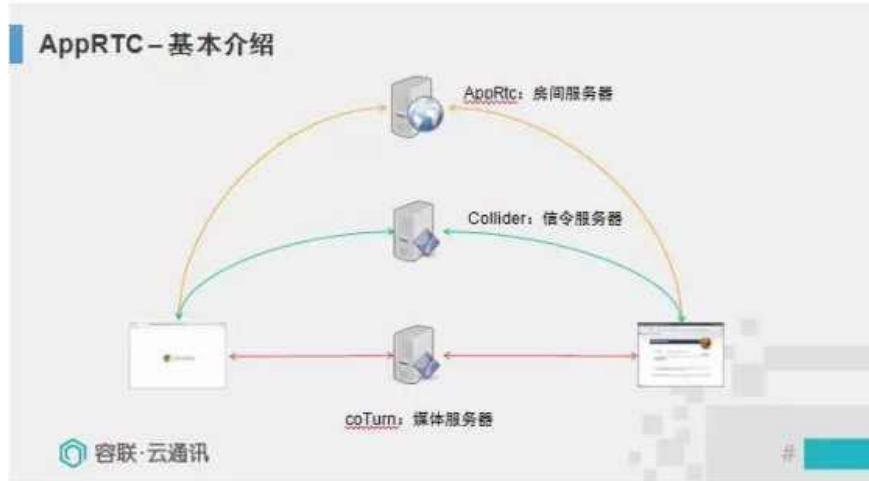 AppRTC – 基本介绍
AppRtc：房间服务器
Collider：信令服务器
coTurn：媒体服务器
容联·云通讯
#